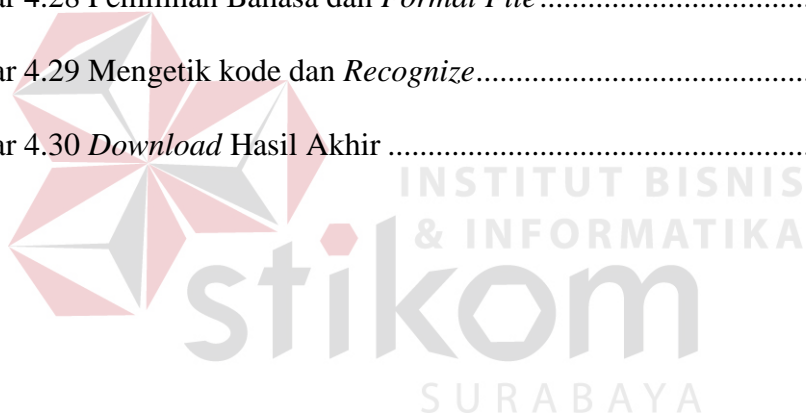 ar 4.28 Pemilihan Bahasa dan Format File
ar 4.29 Mengetik kode dan Recognize
ar 4.30 Download Hasil Akhir
INSTITUT BISNIS
& INFORMATIKA
stikom
SURABAYA